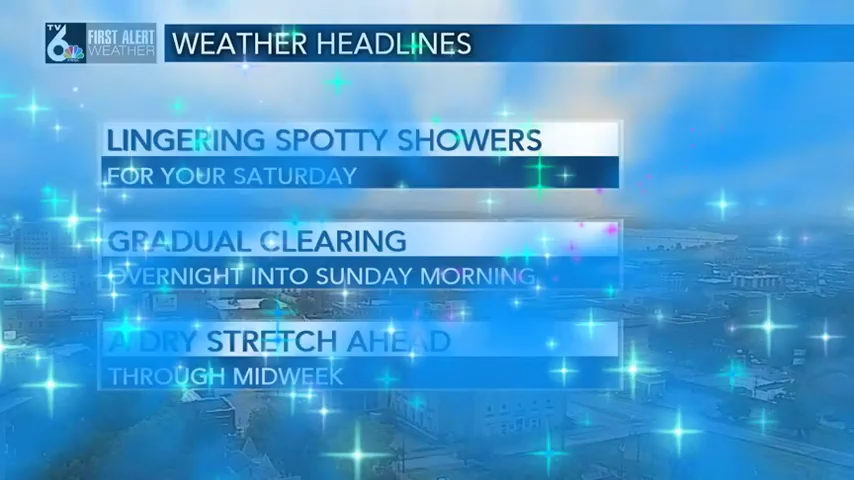 TV
6
FIRST ALERT
WEATHER
WEATHER HEADLINES
LINGERING SPOTTY SHOWERS
FOR YOUR SATURDAY
GRADUAL CLEARING
OVERNIGHT INTO SUNDAY MORNING
A DRY STRETCH AHEAD
THROUGH MIDWEEK